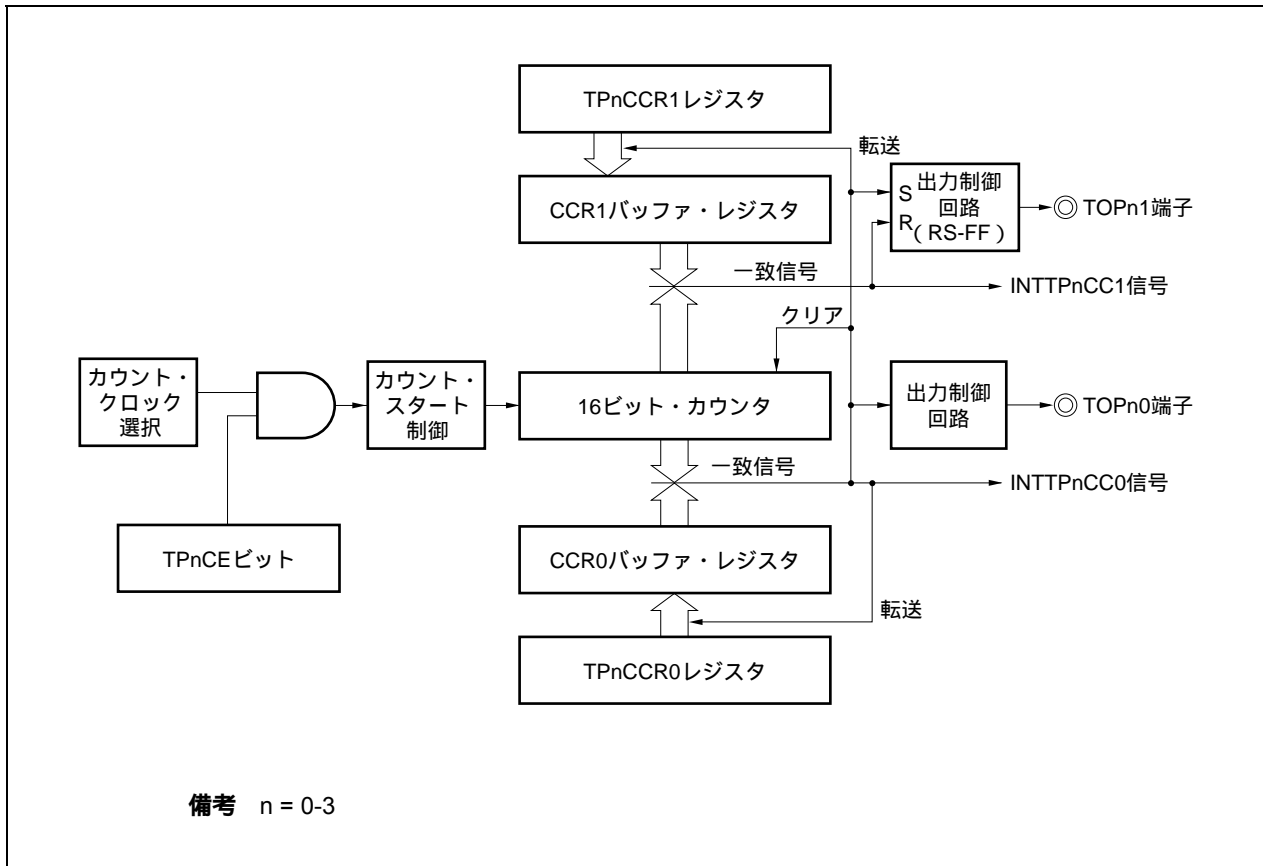 TPnCCR1レジスタ
転送
CCR1バッファ・レジスタ
S
R
出力制御
回路
( RS-FF )
TOPn1端子
一致信号
INTTPnCC1信号
クリア
カウント・
クロック
選択
カウント・
スタート
制御
16ビット・カウンタ
出力制御
回路
TOPn0端子
一致信号
INTTPnCC0信号
TPnCEビット
CCR0バッファ・レジスタ
転送
TPnCCR0レジスタ
備考 n = 0-3